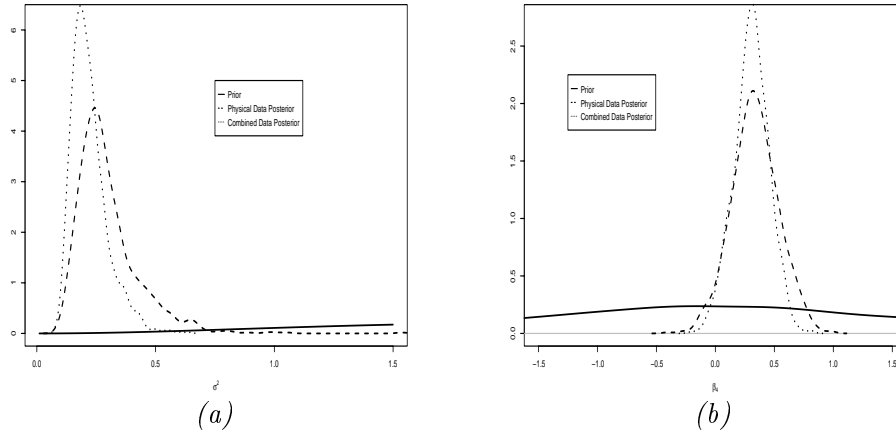 6
5
4
3
2
1
0
Prior
Physical Data Posterior
Combined Data Posterior
0.0 0.5 1.0 1.5
σ²
(a)
2.5
2.0
1.5
1.0
0.5
0.0
Prior
Physical Data Posterior
Combined Data Posterior
−1.5 −1.0 −0.5 0.0 0.5 1.0 1.5
(b)